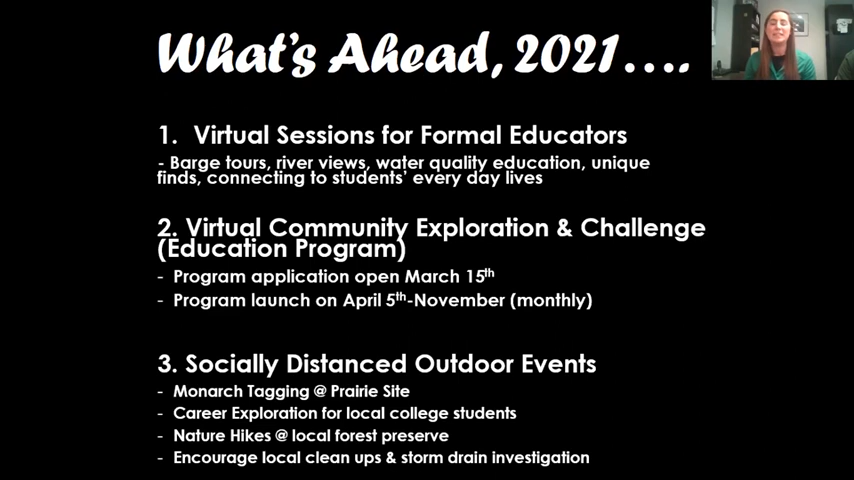 What's Ahead, 2021....
1. Virtual Sessions for Formal Educators
- Barge tours, river views, water quality education, unique
finds, connecting to students' every day lives
2. Virtual Community Exploration & Challenge
(Education Program)
- Program application open March 15th
- Program launch on April 5th-November (monthly)
3. Socially Distanced Outdoor Events
- Monarch Tagging @ Prairie Site
- Career Exploration for local college students
- Nature Hikes @ local forest preserve
- Encourage local clean ups & storm drain investigation